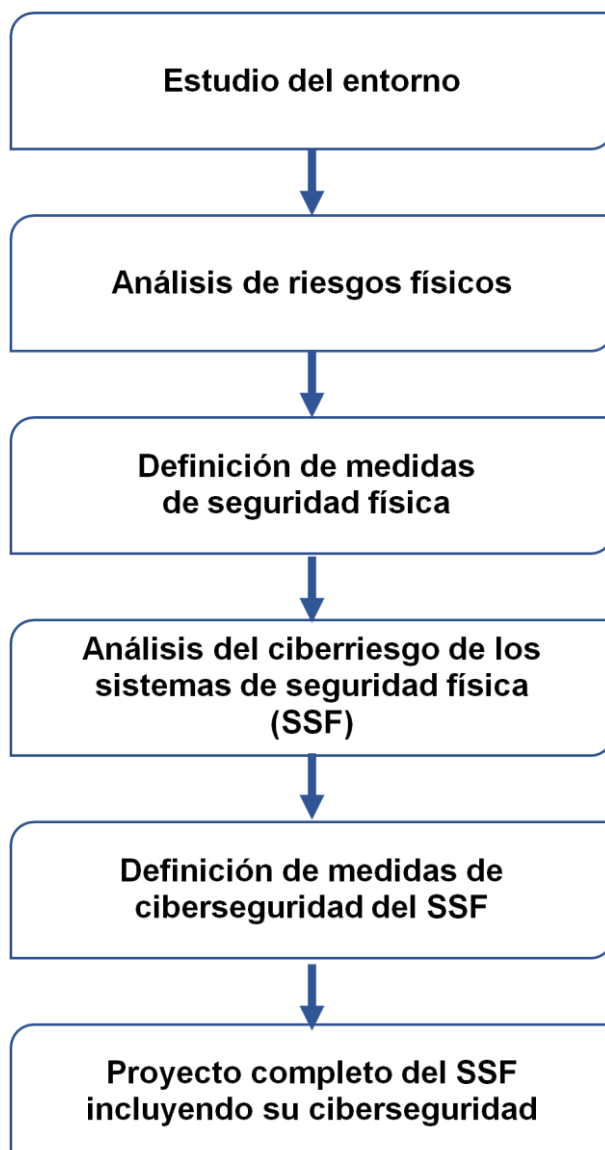 Estudio del entorno
Análisis de riesgos físicos
Definición de medidas
de seguridad física
Análisis del ciberriesgo de los
sistemas de seguridad física
(SSF)
Definición de medidas de
ciberseguridad del SSF
Proyecto completo del SSF
incluyendo su ciberseguridad